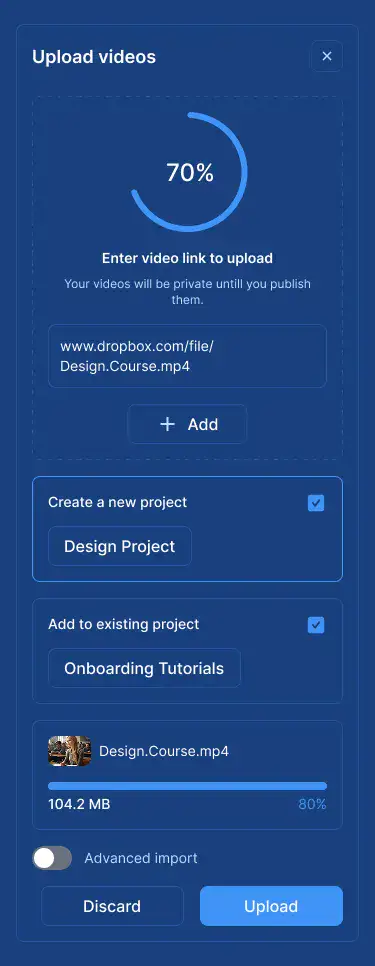 Upload videos
70%
Enter video link to upload
Your videos will be private untill you publish
them.
www.dropbox.com/file/
Design.Course.mp4
Add
Create a new project
Design Project
Add to existing project
Onboarding Tutorials
Design.Course.mp4
104.2 MB 80%
Advanced import
Discard Upload